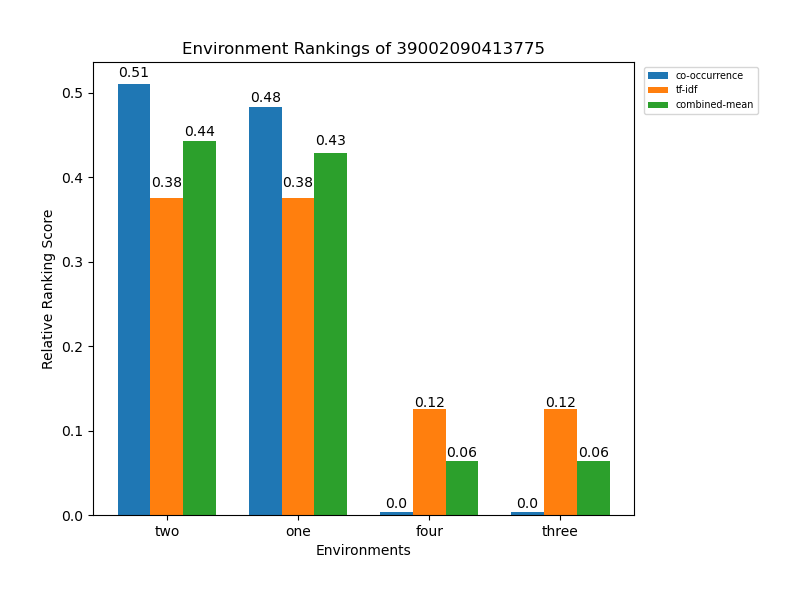 Environment Rankings of 39002090413775
co-occurrence
tf-idf
combined-mean
Relative Ranking Score
0.5
0.4
0.3
0.2
0.1
0.0
0.51
0.38
0.44
0.48
0.38
0.43
0.0
0.12
0.06
0.0
0.12
0.06
two one four three
Environments